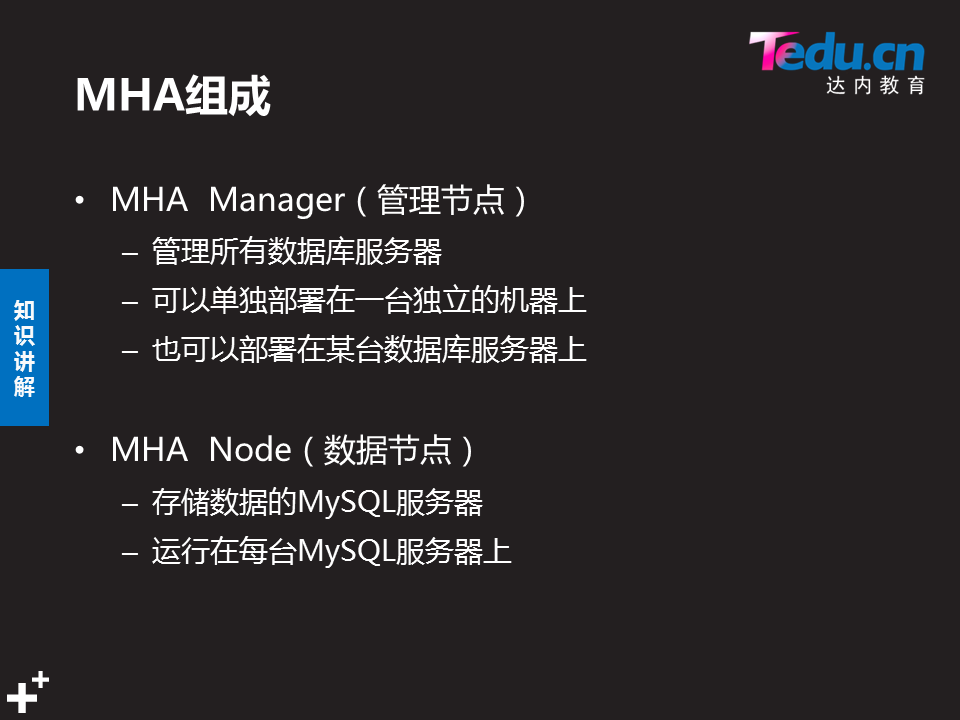 Tedu.cn
达内教育
MHA组成
• MHA Manager（管理节点）
– 管理所有数据库服务器
– 可以单独部署在一台独立的机器上
– 也可以部署在某台数据库服务器上
知识讲解
• MHA Node（数据节点）
– 存储数据的MySQL服务器
– 运行在每台MySQL服务器上